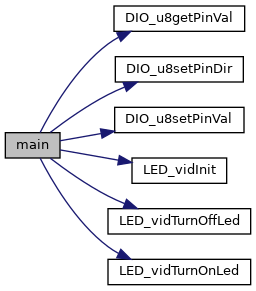 DIO_u8getPinVal
DIO_u8setPinDir
DIO_u8setPinVal
main
LED_vidInit
LED_vidTurnOffLed
LED_vidTurnOnLed